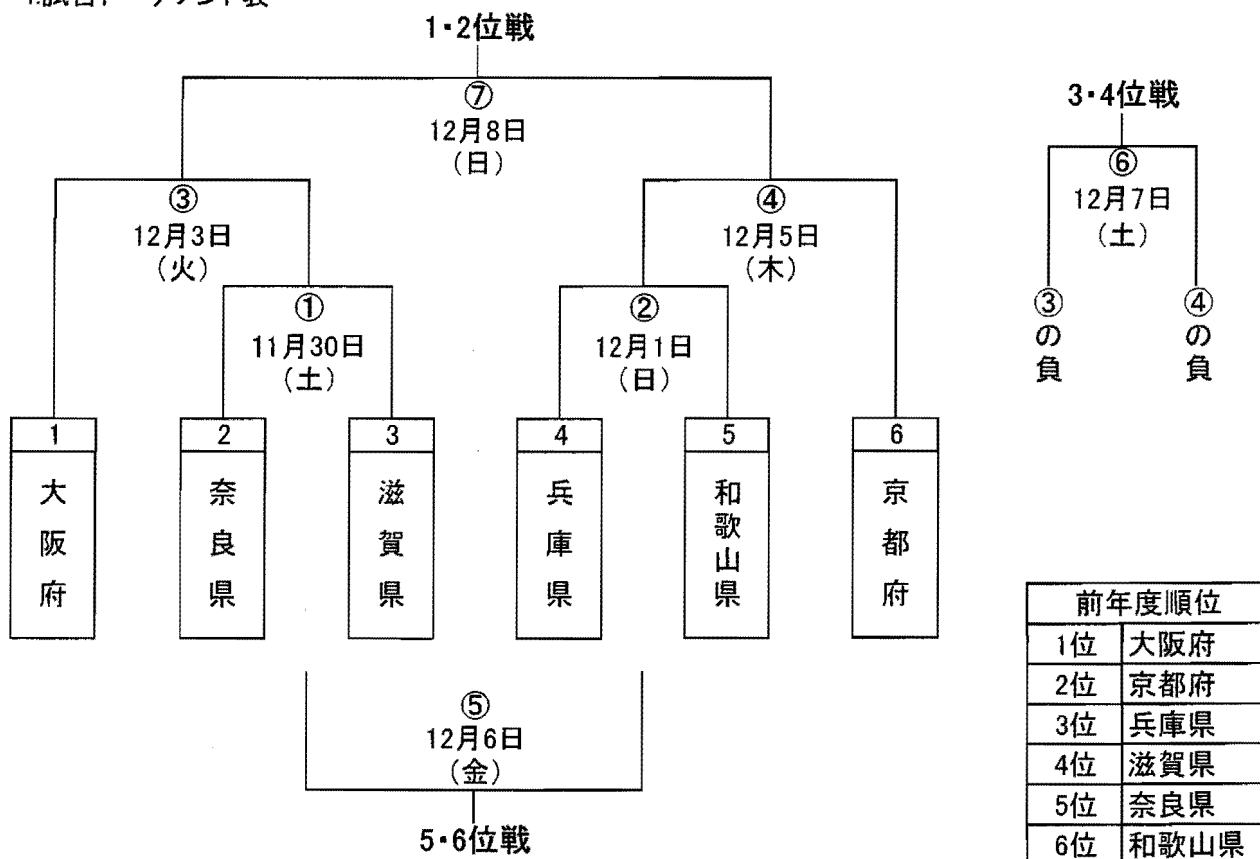 1・2位戦
⑦
12月8日
（日）
3・4位戦
⑥
12月7日
（土）
③の負
④の負
③
12月3日
（火）
④
12月5日
（木）
①
11月30日
（土）
②
12月1日
（日）
1
大阪府
2
奈良県
3
滋賀県
4
兵庫県
5
和歌山県
6
京都府
⑤
12月6日
（金）
5・6位戦
前年度順位
1位 大阪府
2位 京都府
3位 兵庫県
4位 滋賀県
5位 奈良県
6位 和歌山県